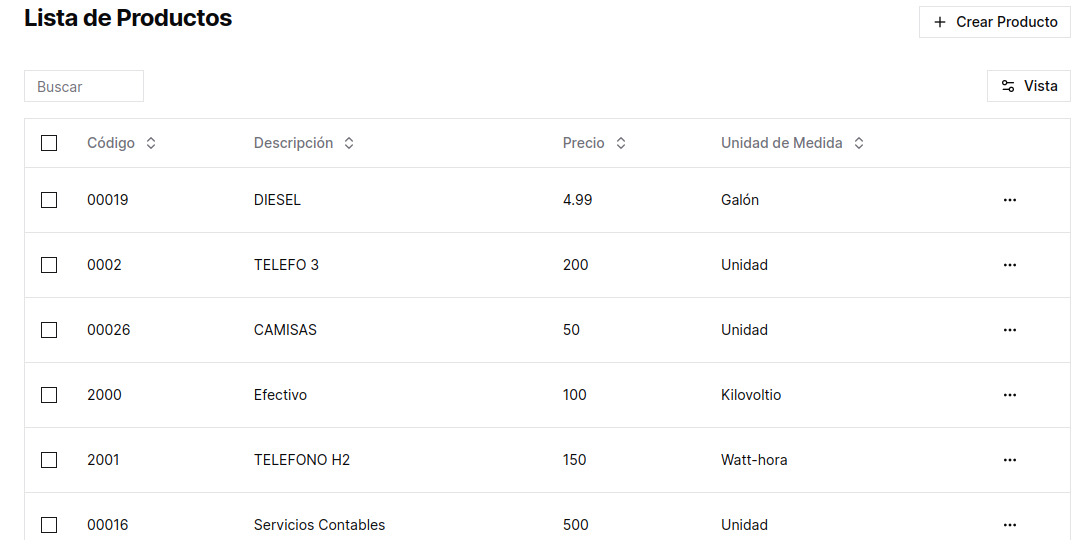 Lista de Productos
Crear Producto
Buscar
Vista
Código Descripción Precio Unidad de Medida
00019 DIESEL 4.99 Galón
0002 TELEFO 3 200 Unidad
00026 CAMISAS 50 Unidad
2000 Efectivo 100 Kilovoltio
2001 TELEFONO H2 150 Watt-hora
00016 Servicios Contables 500 Unidad